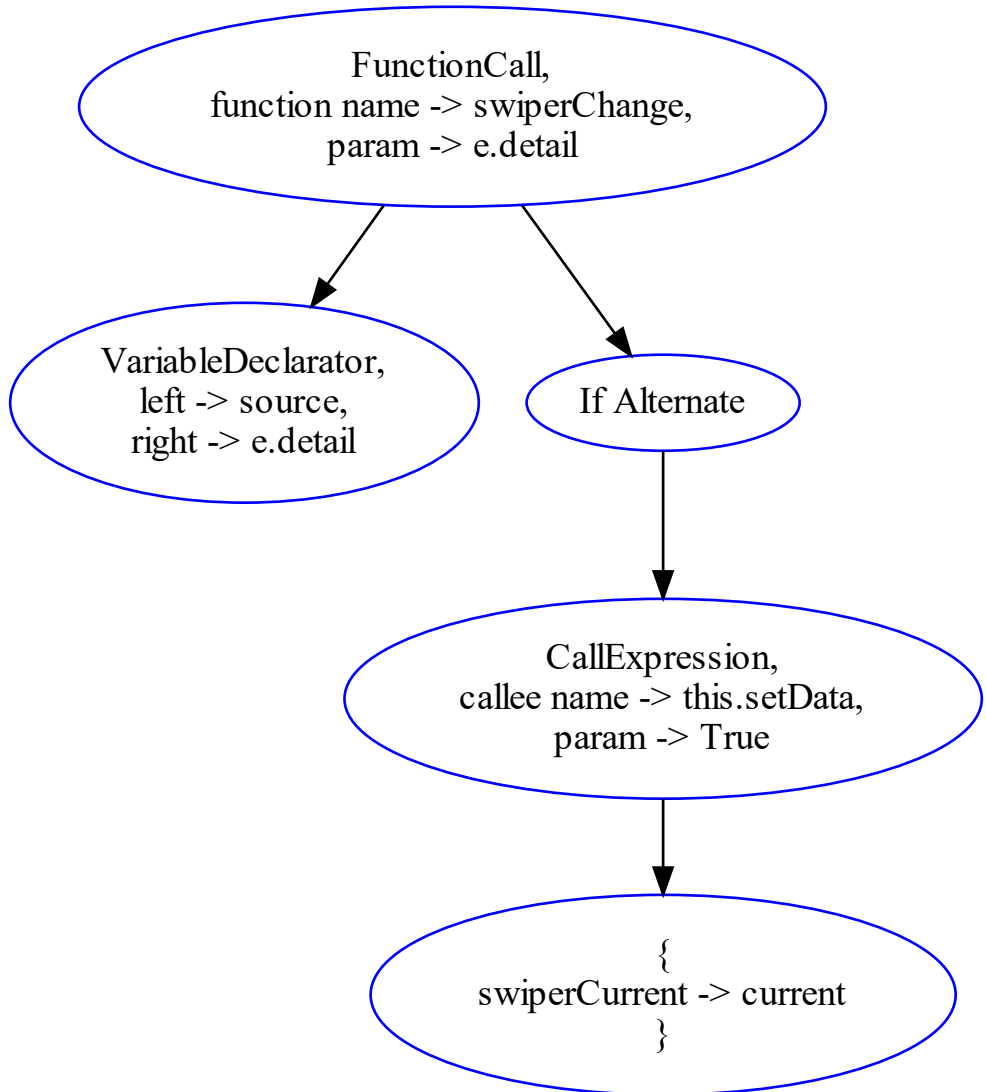 FunctionCall,
function name -> swiperChange,
param -> e.detail
VariableDeclarator,
left -> source,
right -> e.detail
If Alternate
CallExpression,
callee name -> this.setData,
param -> True
{
swiperCurrent -> current
}